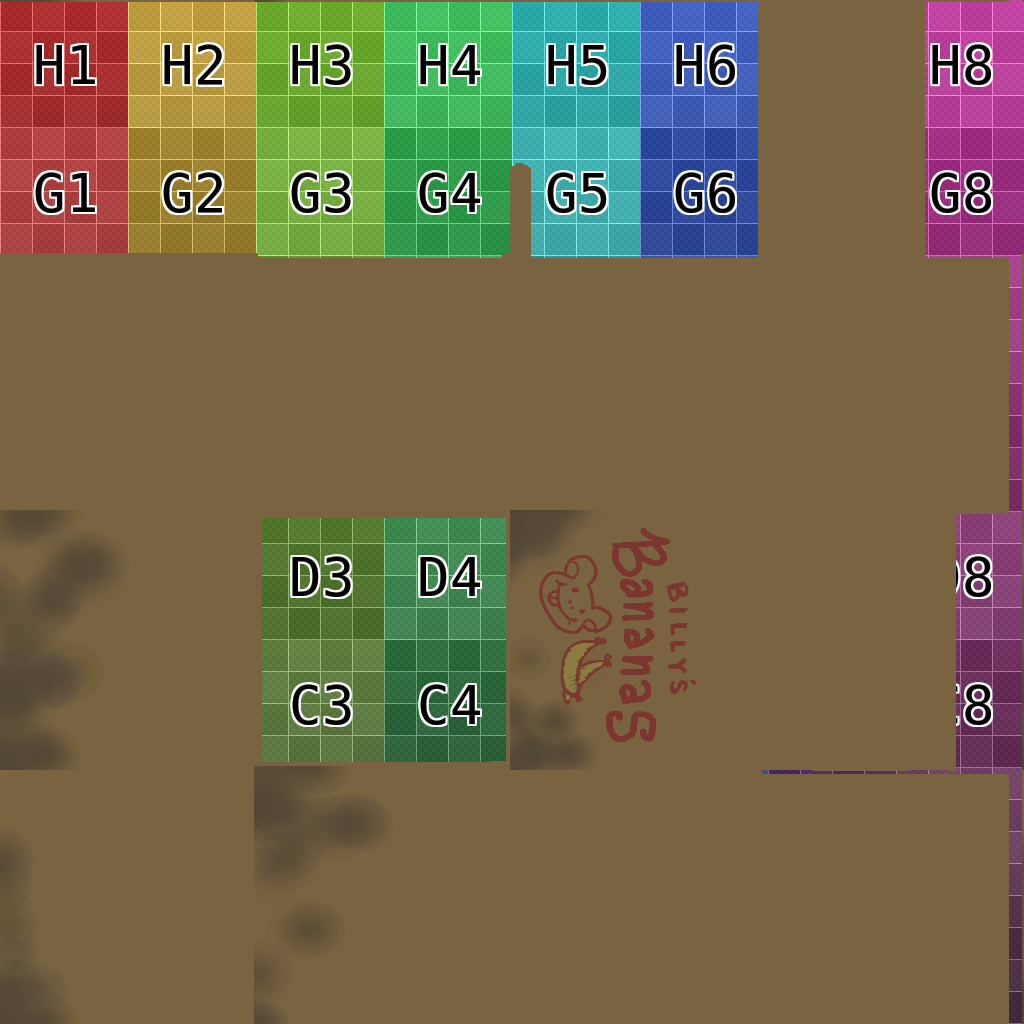 H1 H2 H3 H4 H5 H6 H8
G1 G2 G3 G4 G5 G6 G8
D3 D4
C3 C4
BILLY'S
BananaS